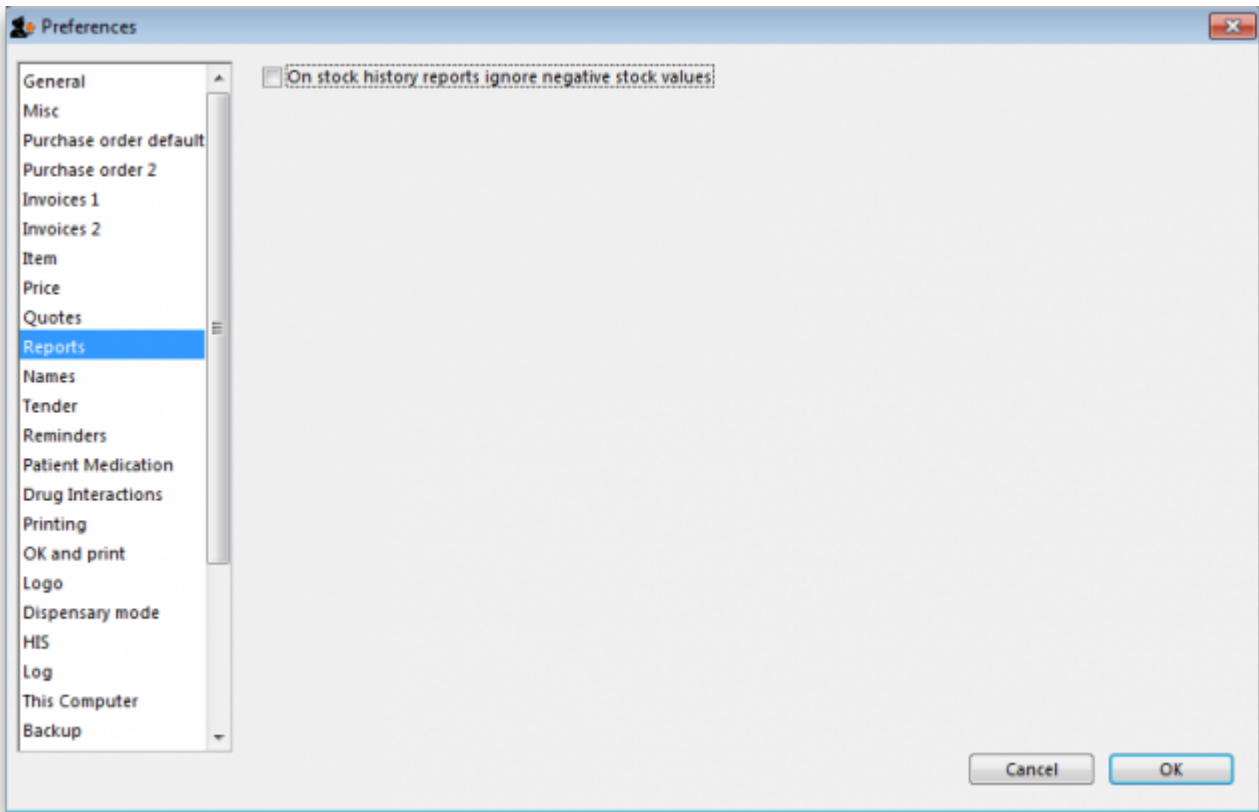 Preferences
General
Misc
Purchase order default
Purchase order 2
Invoices 1
Invoices 2
Item
Price
Quotes
Reports
Names
Tender
Reminders
Patient Medication
Drug Interactions
Printing
OK and print
Logo
Dispensary mode
HIS
Log
This Computer
Backup
On stock history reports ignore negative stock values
Cancel
OK